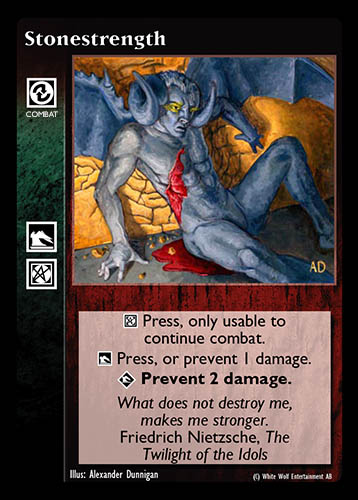 Stonestrength
COMBAT
AD
Press, only usable to
continue combat.
Press, or prevent 1 damage.
Prevent 2 damage.
What does not destroy me,
makes me stronger.
Friedrich Nietzsche, The
Twilight of the Idols
Illus: Alexander Dunnigan
(C) White Wolf Entertainment AB